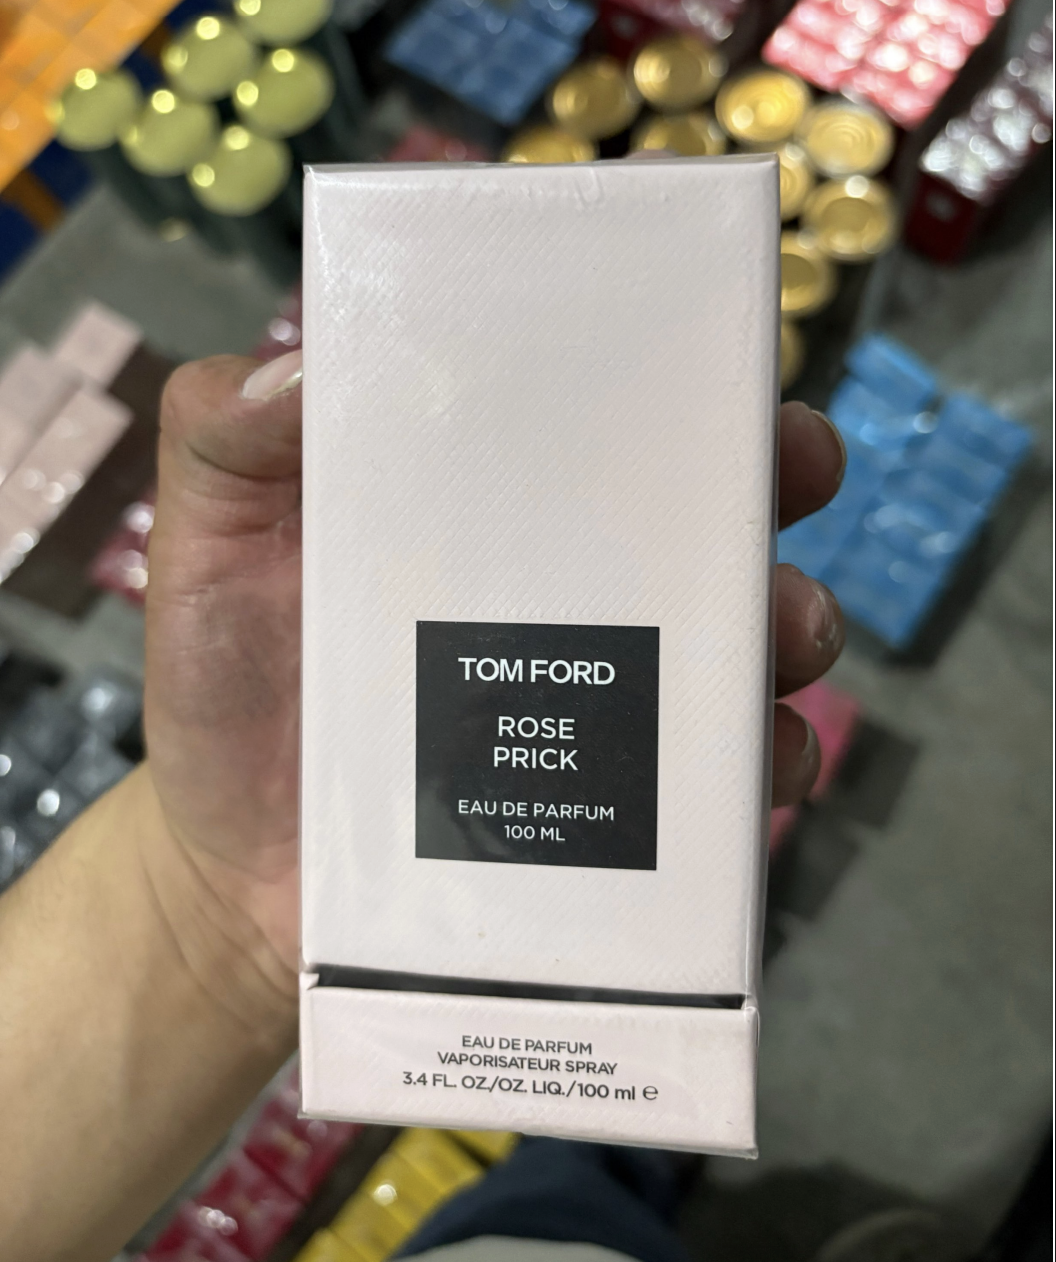 TOM FORD
ROSE
PRICK
EAU DE PARFUM
100 ML
EAU DE PARFUM
VAPORISATEUR SPRAY
3.4 FL. OZ./OZ. LIQ./100 ml ℮